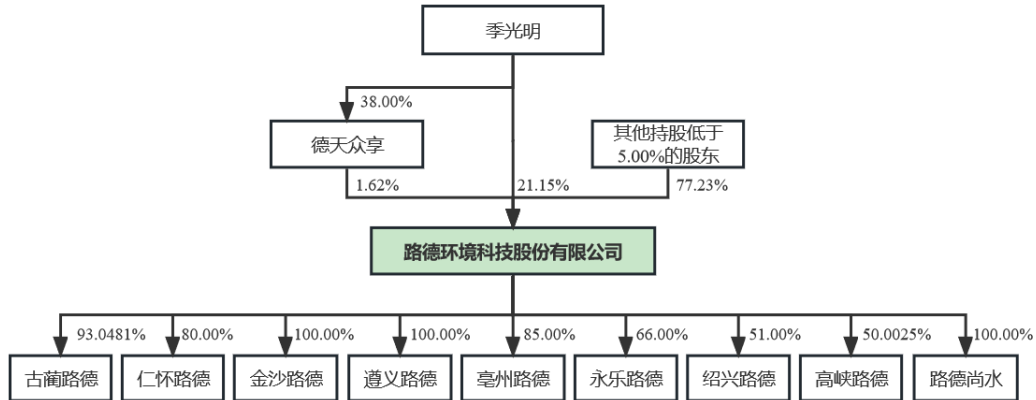 季光明
38.00%
德天众享
其他持股低于
5.00%的股东
1.62%
21.15%
77.23%
路德环境科技股份有限公司
93.0481%
80.00%
100.00%
100.00%
85.00%
66.00%
51.00%
50.0025%
100.00%
古蔺路德
仁怀路德
金沙路德
遵义路德
亳州路德
永乐路德
绍兴路德
高峡路德
路德尚水